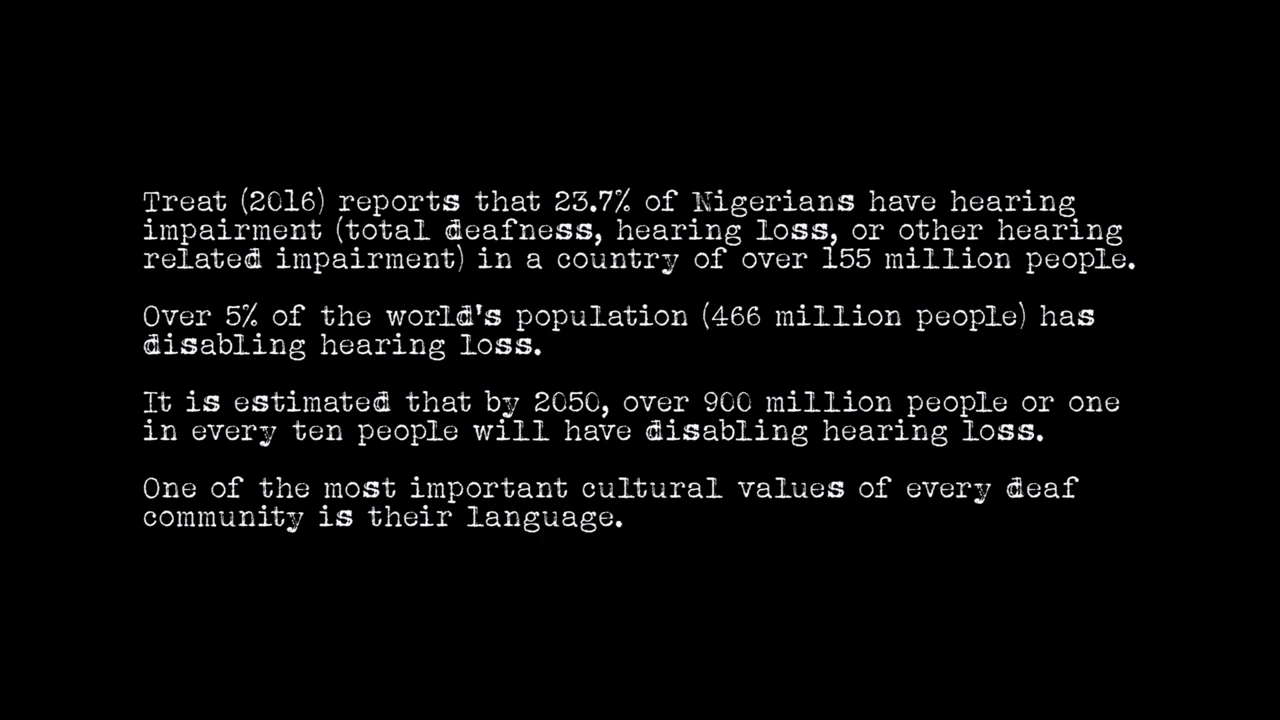 Treat (2016) reports that 23.7% of Nigerians have hearing
impairment (total deafness, hearing loss, or other hearing
related impairment) in a country of over 155 million people.
Over 5% of the world's population (466 million people) has
disabling hearing loss.
It is estimated that by 2050, over 900 million people or one
in every ten people will have disabling hearing loss.
One of the most important cultural values of every deaf
community is their language.